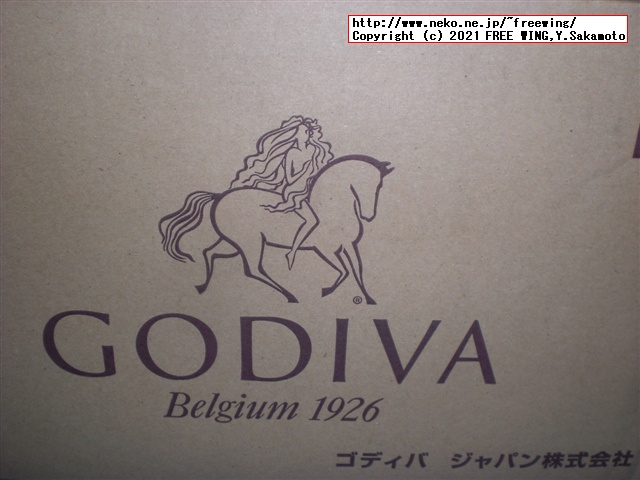 http://www.neko.ne.jp/~freewing/
Copyright (c) 2021 FREE WING,Y.Sakamoto
®
GODIVA
Belgium 1926
ゴディバ ジャパン株式会社